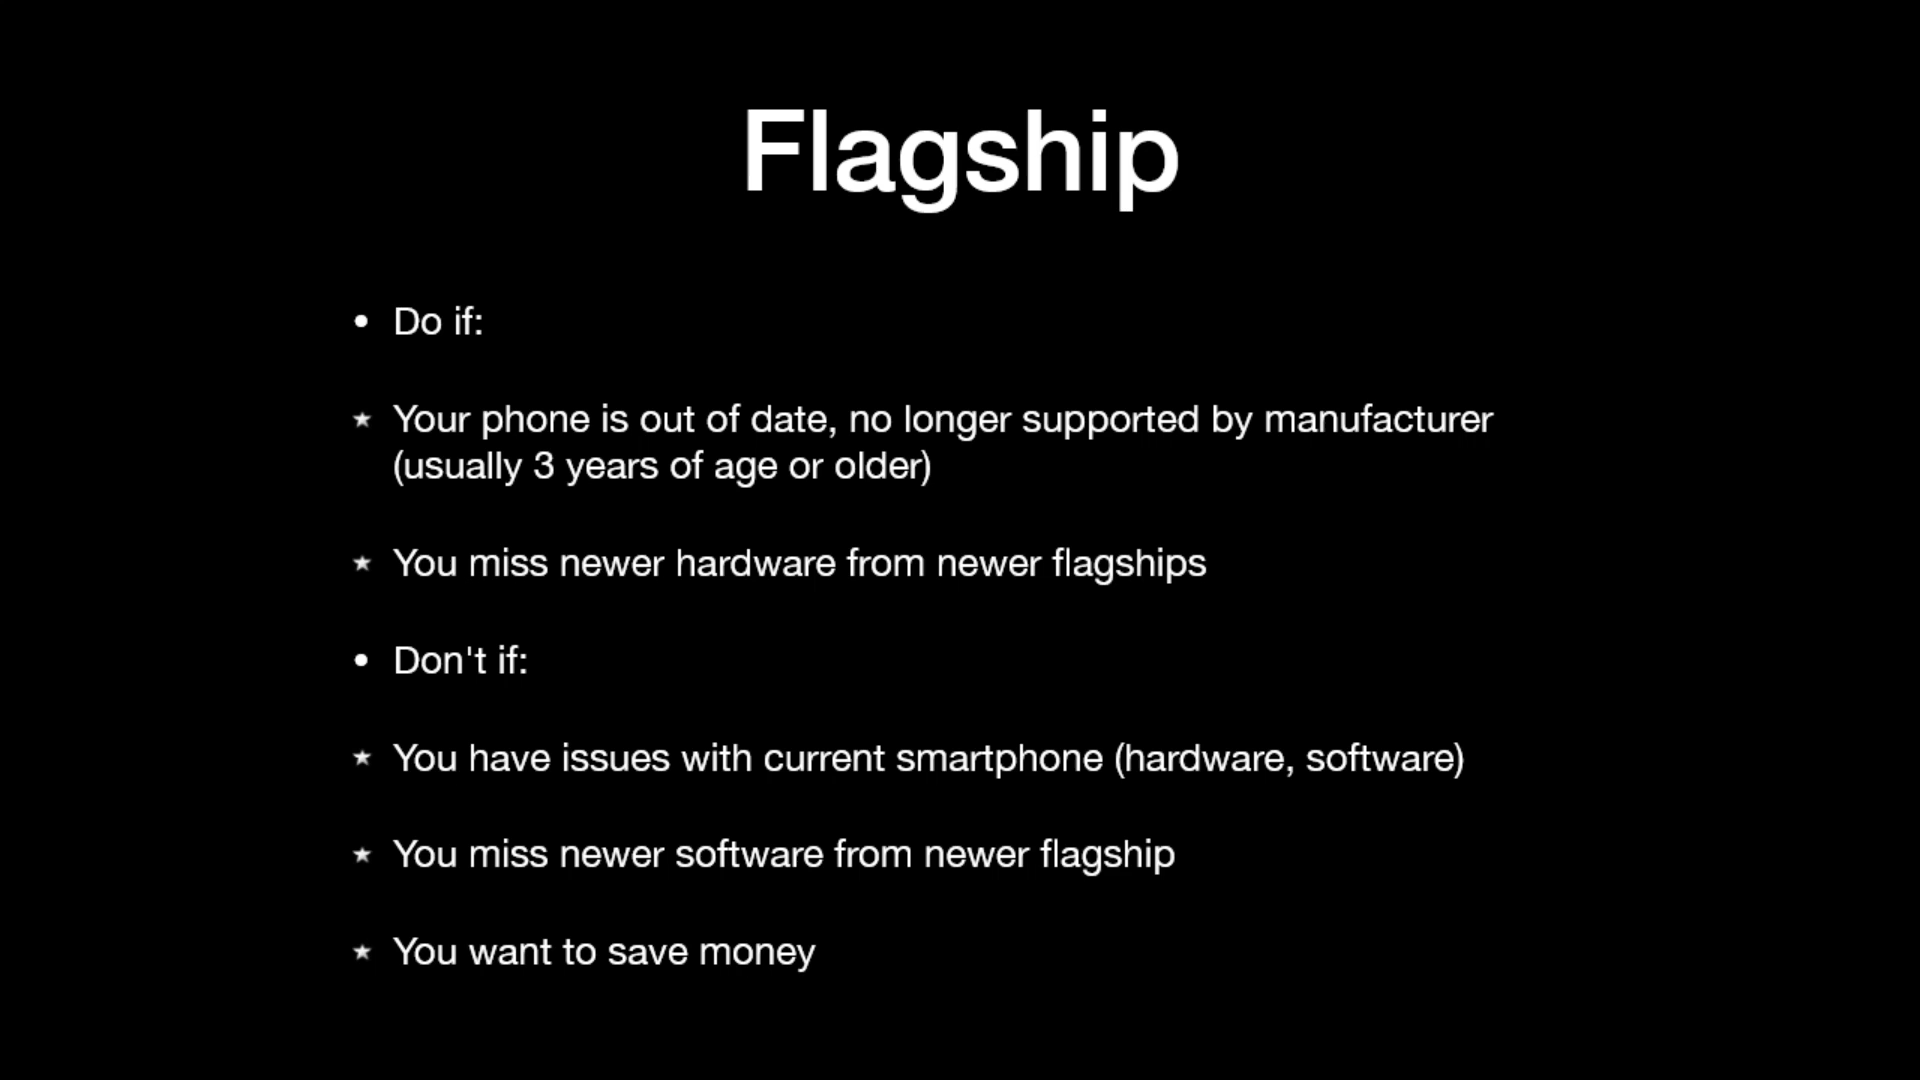 Flagship
• Do if:
★ Your phone is out of date, no longer supported by manufacturer
(usually 3 years of age or older)
★ You miss newer hardware from newer flagships
• Don't if:
★ You have issues with current smartphone (hardware, software)
★ You miss newer software from newer flagship
★ You want to save money